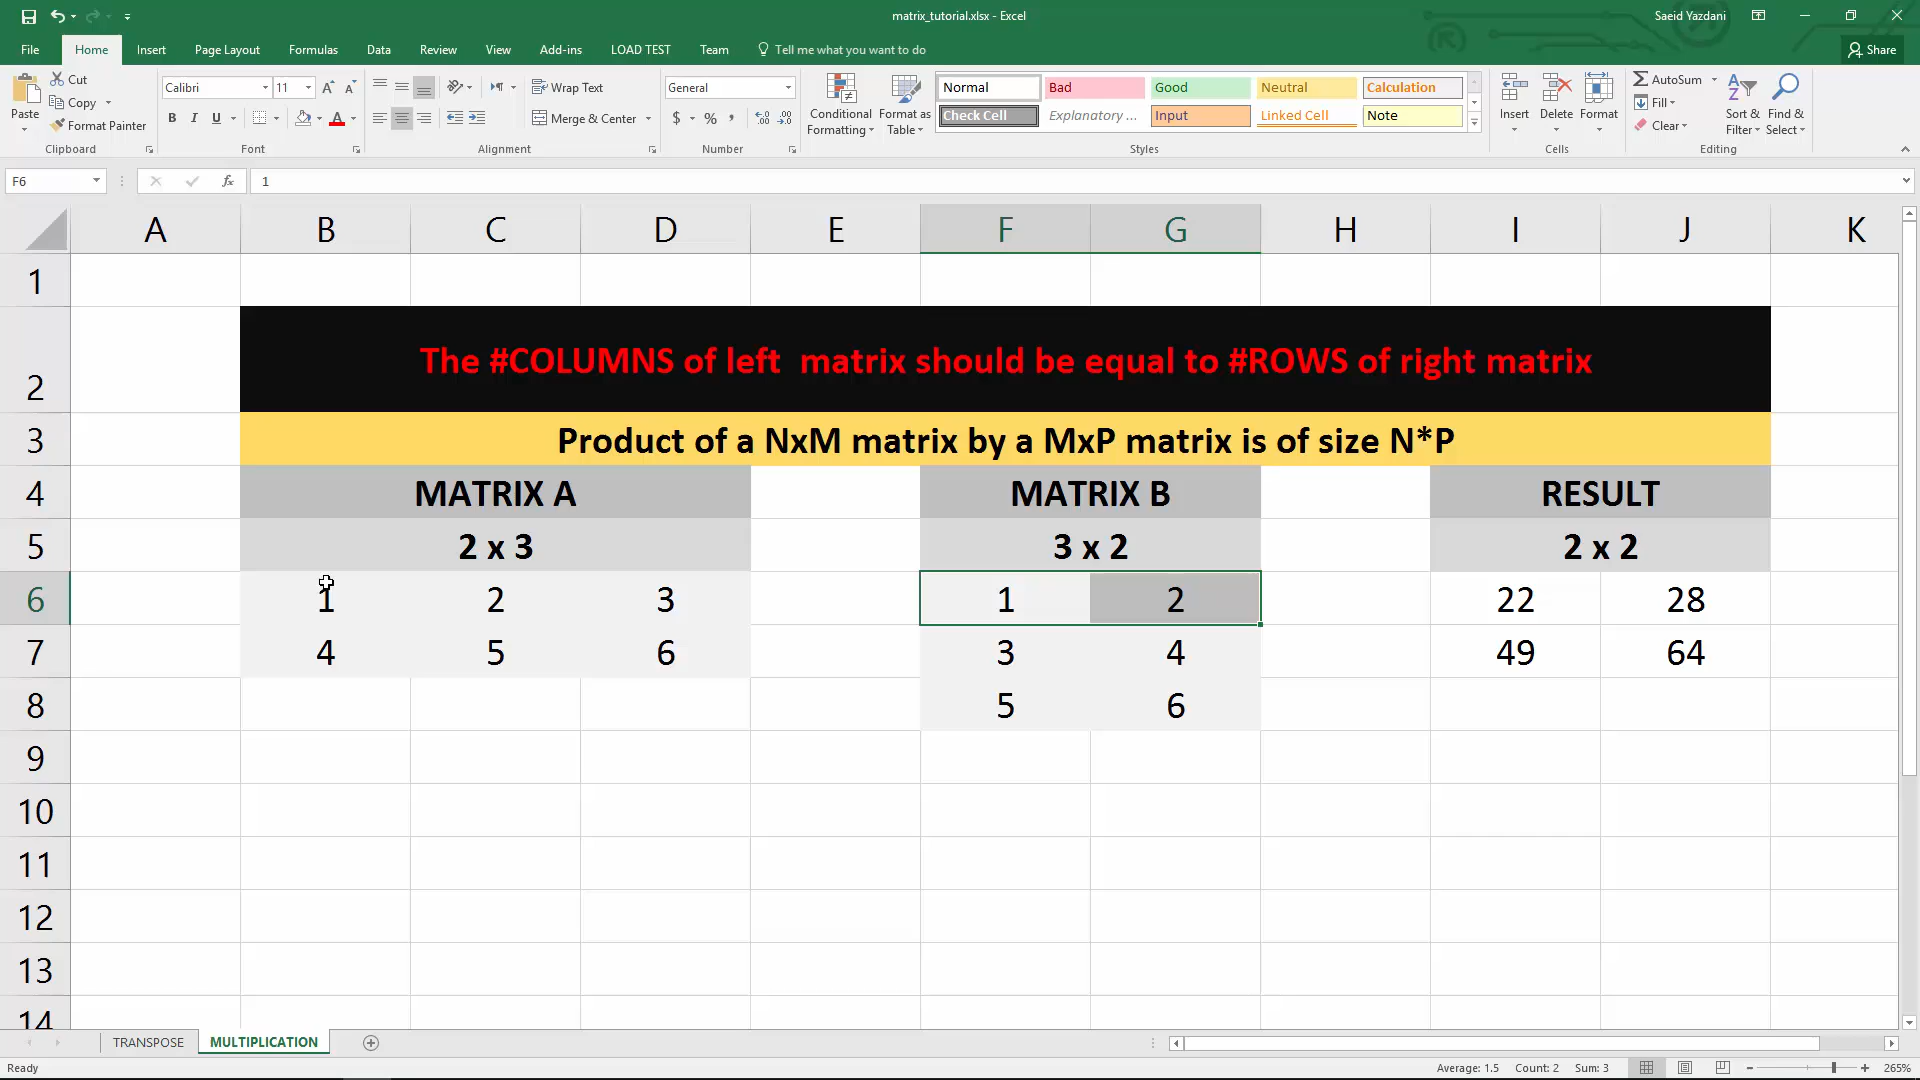 matrix_tutorial.xlsx - Excel
Saeid Yazdani
File Home Insert Page Layout Formulas Data Review View Add-ins LOAD TEST Team Tell me what you want to do Share
Paste
Cut
Copy
Format Painter
Clipboard
Calibri 11
B I U
Font
Wrap Text
Merge & Center
Alignment
General
$ % ,
Number
Conditional Formatting
Format as Table
Normal Bad Good Neutral Calculation
Check Cell Explanatory ... Input Linked Cell Note
Styles
Insert Delete Format
Cells
AutoSum
Fill
Clear
Sort & Filter
Find & Select
Editing
F6 fx 1
A B C D E F G H I J K
1
2 The #COLUMNS of left  matrix should be equal to #ROWS of right matrix
3 Product of a NxM matrix by a MxP matrix is of size N*P
4 MATRIX A MATRIX B RESULT
5 2 x 3 3 x 2 2 x 2
6 1 2 3 1 2 22 28
7 4 5 6 3 4 49 64
8 5 6
9
10
11
12
13
14
TRANSPOSE MULTIPLICATION
Ready Average: 1.5 Count: 2 Sum: 3 265%